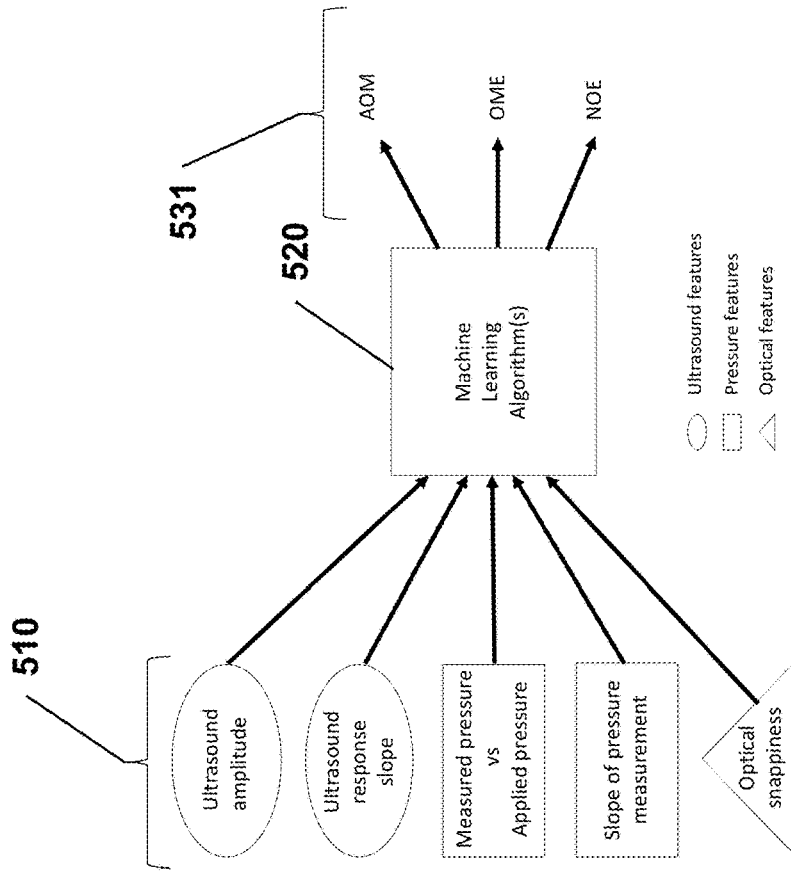 510
Ultrasound
amplitude
Ultrasound
response
slope
Measured pressure
vs
Applied pressure
Slope of pressure
measurement
Optical
snappiness
520
Machine
Learning
Algorithm(s)
531
AOM
OME
NOE
Ultrasound features
Pressure features
Optical features